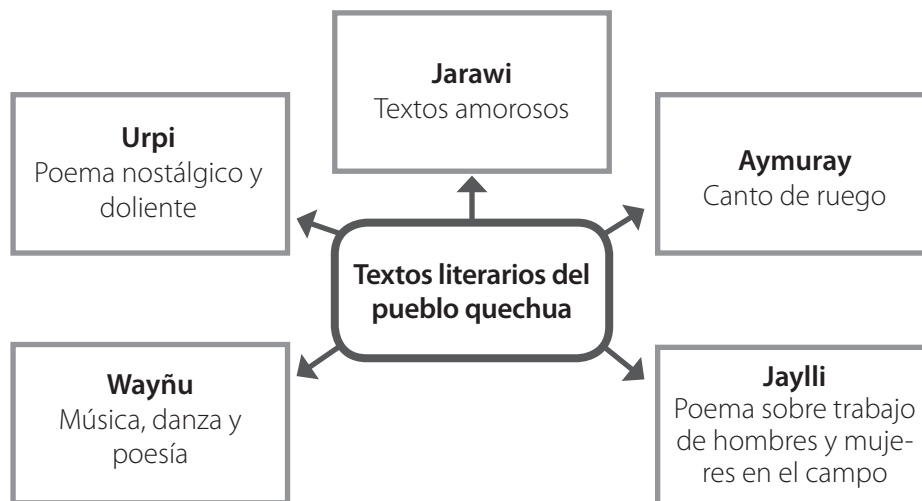 Jarawi
Textos amorosos
Urpi
Poema nostálgico y
doliente
Aymuray
Canto de ruego
Textos literarios del
pueblo quechua
Wayñu
Música, danza y
poesía
Jaylli
Poema sobre trabajo
de hombres y muje-
res en el campo